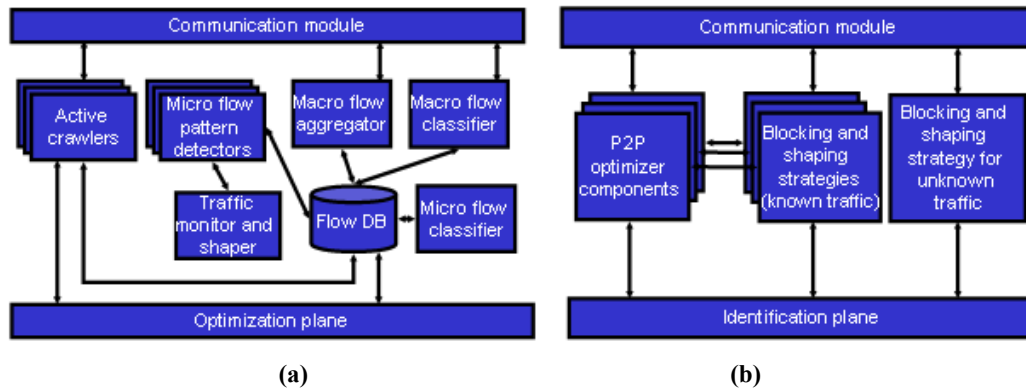 Communication module
Active
crawlers
Micro flow
pattern
detectors
Macro flow
aggregator
Macro flow
classifier
Traffic
monitor and
shaper
Flow DB
Micro flow
classifier
Optimization plane
(a)
Communication module
P2P
optimizer
components
Blocking and
shaping
strategies
(known traffic)
Blocking and
shaping
strategy for
unknown
traffic
Identification plane
(b)